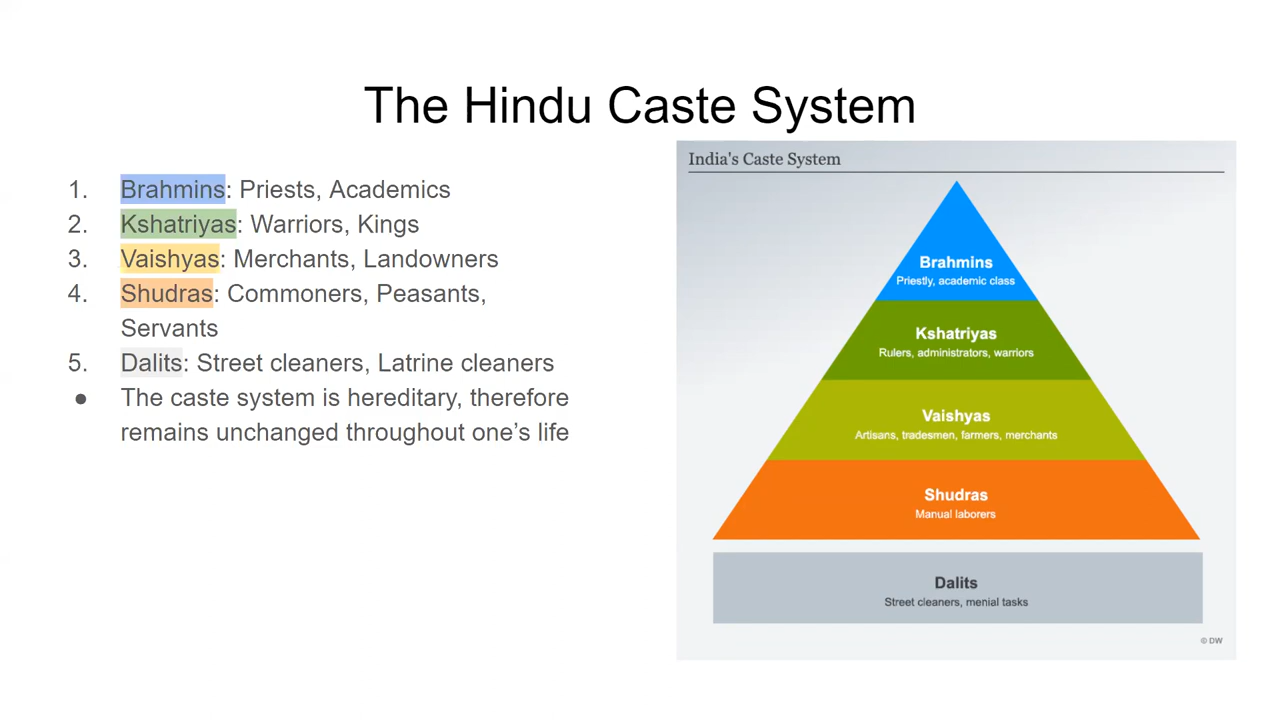 The Hindu Caste System
1. Brahmins: Priests, Academics
2. Kshatriyas: Warriors, Kings
3. Vaishyas: Merchants, Landowners
4. Shudras: Commoners, Peasants,
Servants
5. Dalits: Street cleaners, Latrine cleaners
● The caste system is hereditary, therefore
remains unchanged throughout one’s life
India's Caste System
Brahmins
Priestly, academic class
Kshatriyas
Rulers, administrators, warriors
Vaishyas
Artisans, tradesmen, farmers, merchants
Shudras
Manual laborers
Dalits
Street cleaners, menial tasks
© DW